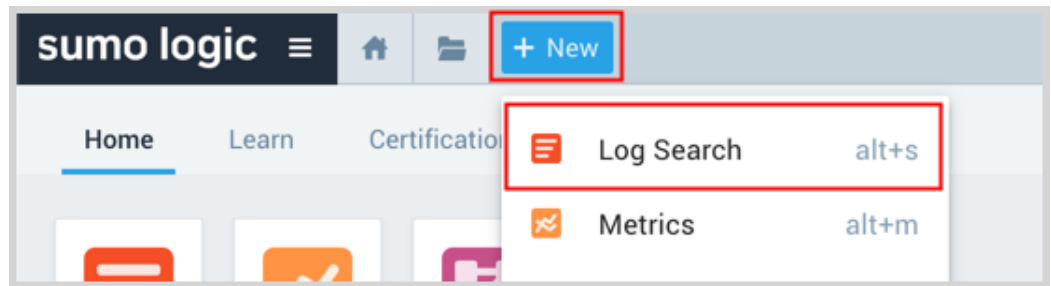 sumo logic
+ New
Home Learn Certificatio
Log Search alt+s
Metrics alt+m